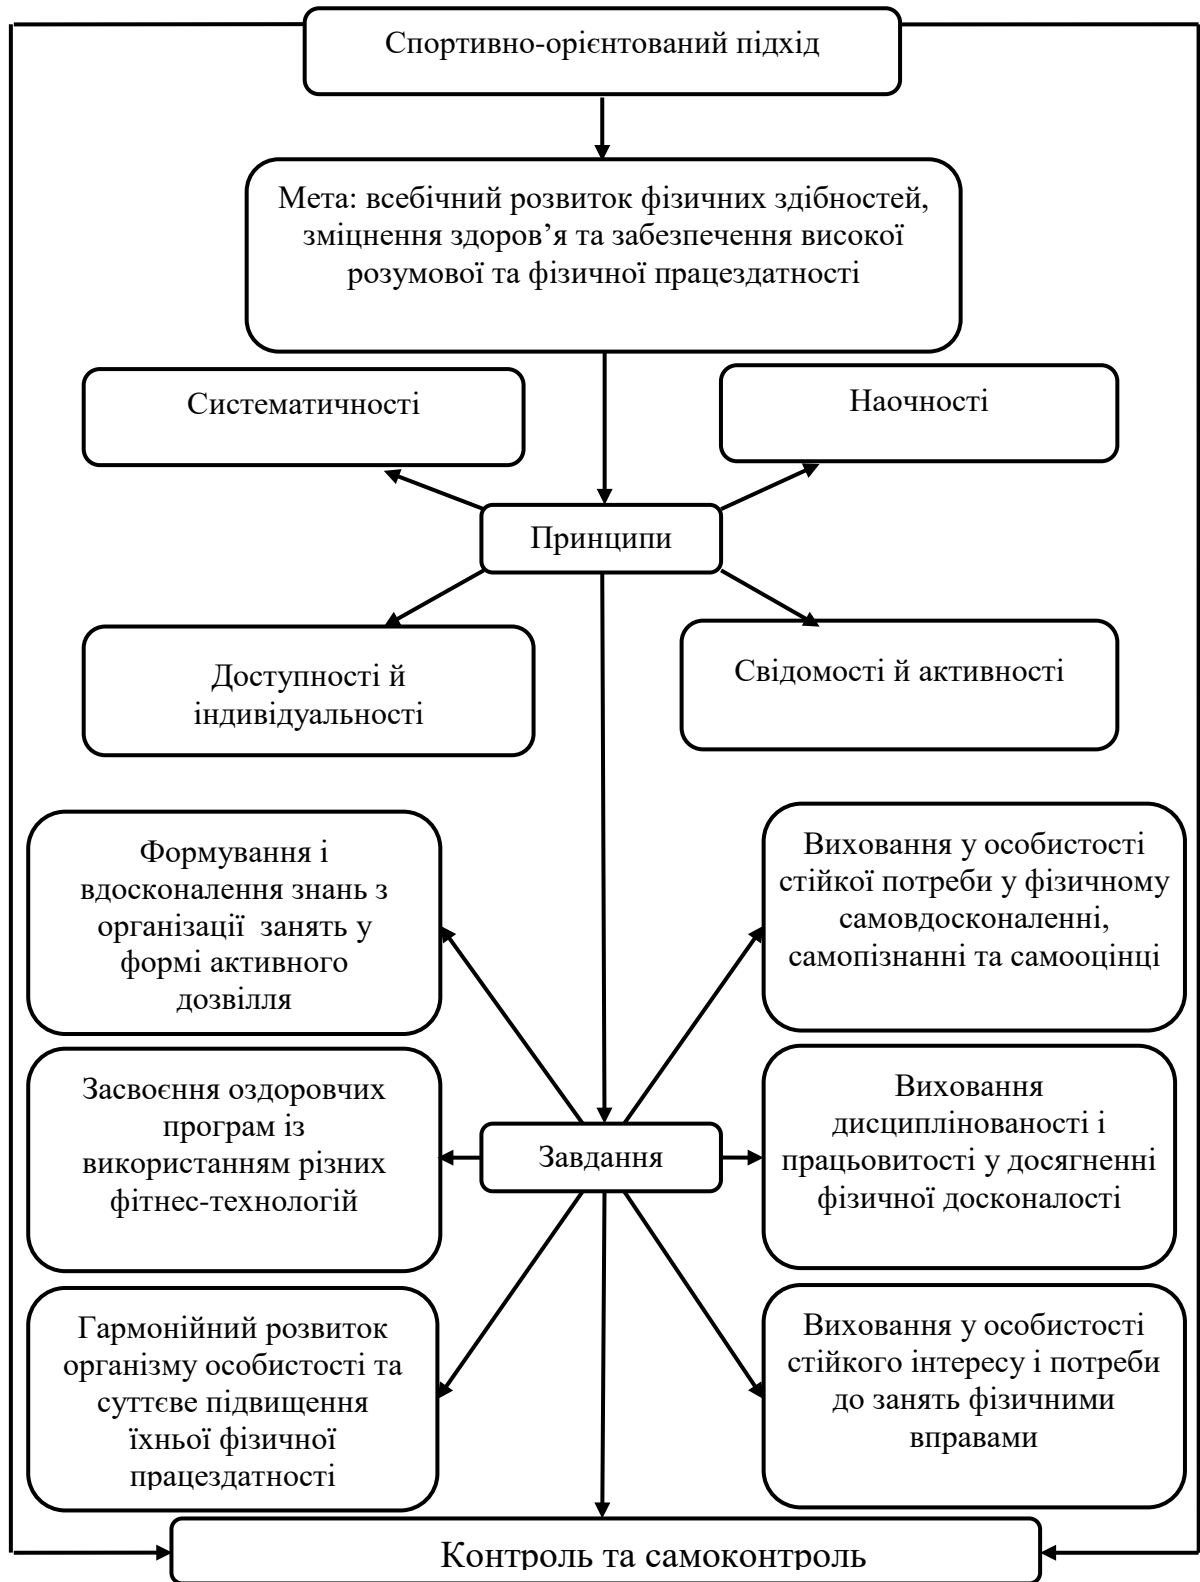 Спортивно-орієнтований підхід
Мета: всебічний розвиток фізичних здібностей,
зміцнення здоров’я та забезпечення високої
розумової та фізичної працездатності
Систематичності
Наочності
Принципи
Доступності й
індивідуальності
Свідомості й активності
Формування і
вдосконалення знань з
організації  занять у
формі активного
дозвілля
Виховання у особистості
стійкої потреби у фізичному
самовдосконаленні,
самопізнанні та самооцінці
Засвоєння оздоровчих
програм із
використанням різних
фітнес-технологій
Завдання
Виховання
дисциплінованості і
працьовитості у досягненні
фізичної досконалості
Гармонійний розвиток
організму особистості та
суттєве підвищення
їхньої фізичної
працездатності
Виховання у особистості
стійкого інтересу і потреби
до занять фізичними
вправами
Контроль та самоконтроль